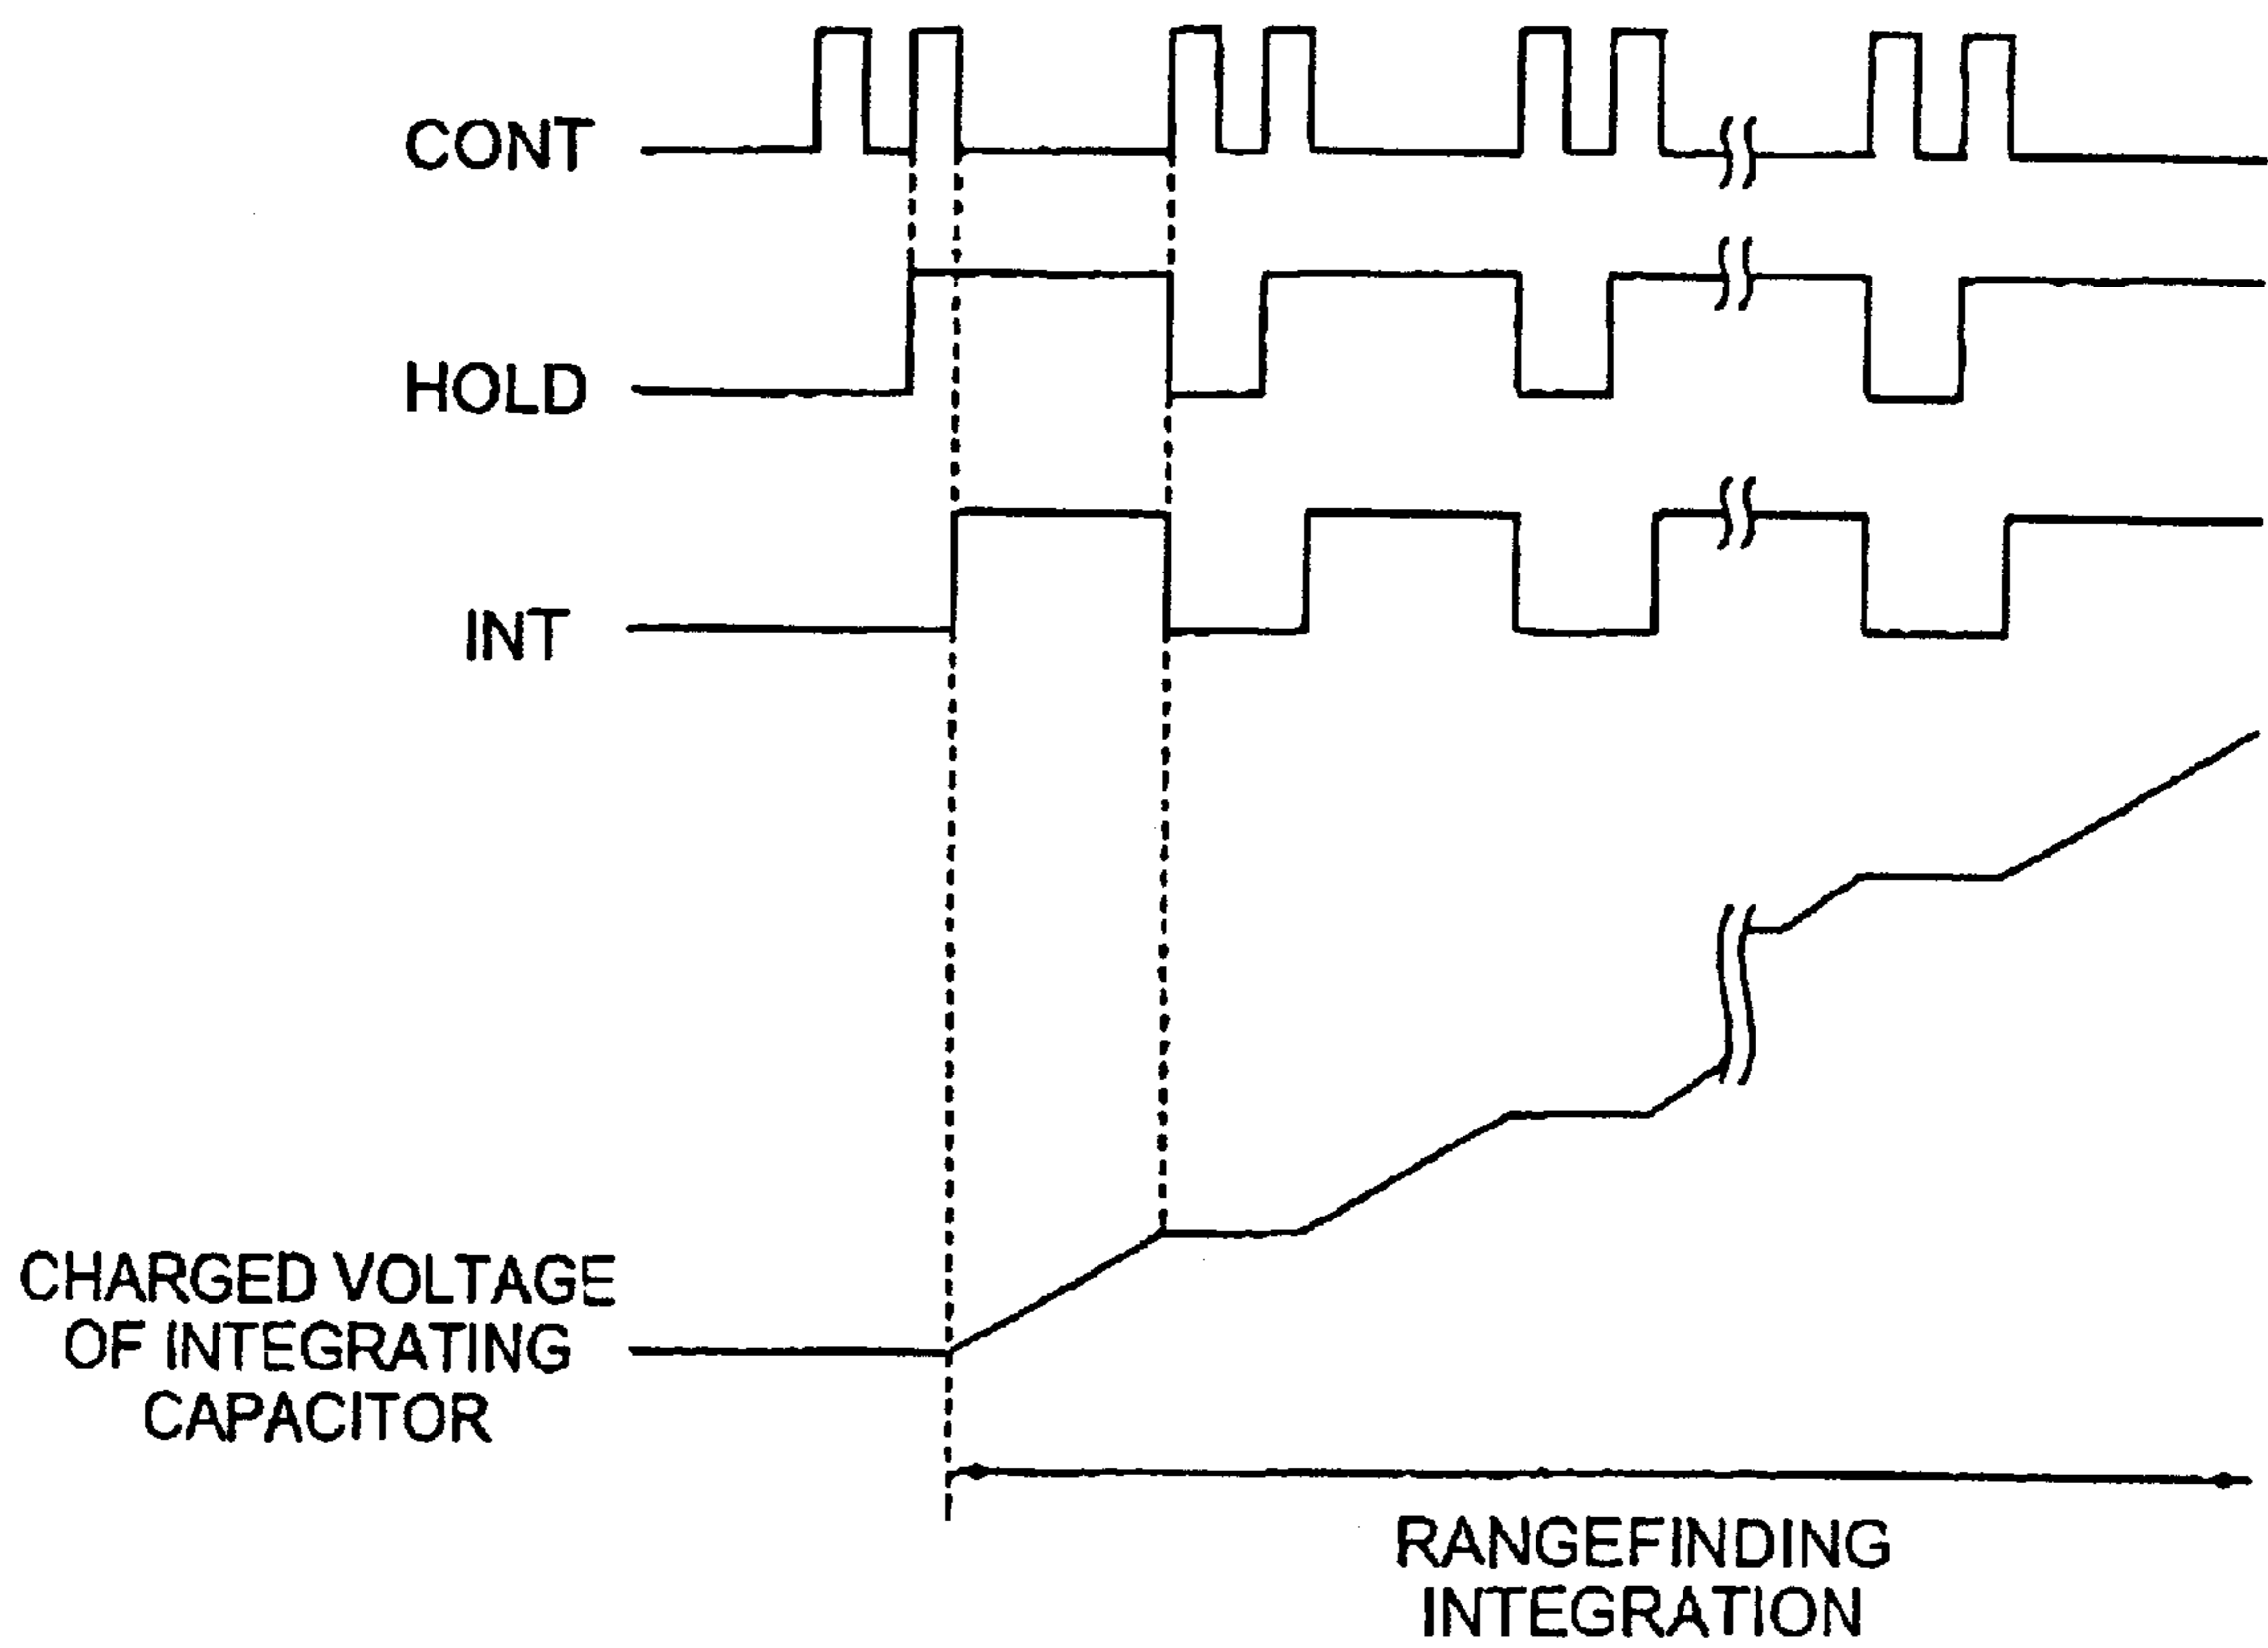 CONT
HOLD
INT
CHARGED VOLTAGE
OF INTEGRATING
CAPACITOR
RANGEFINDING
INTEGRATION